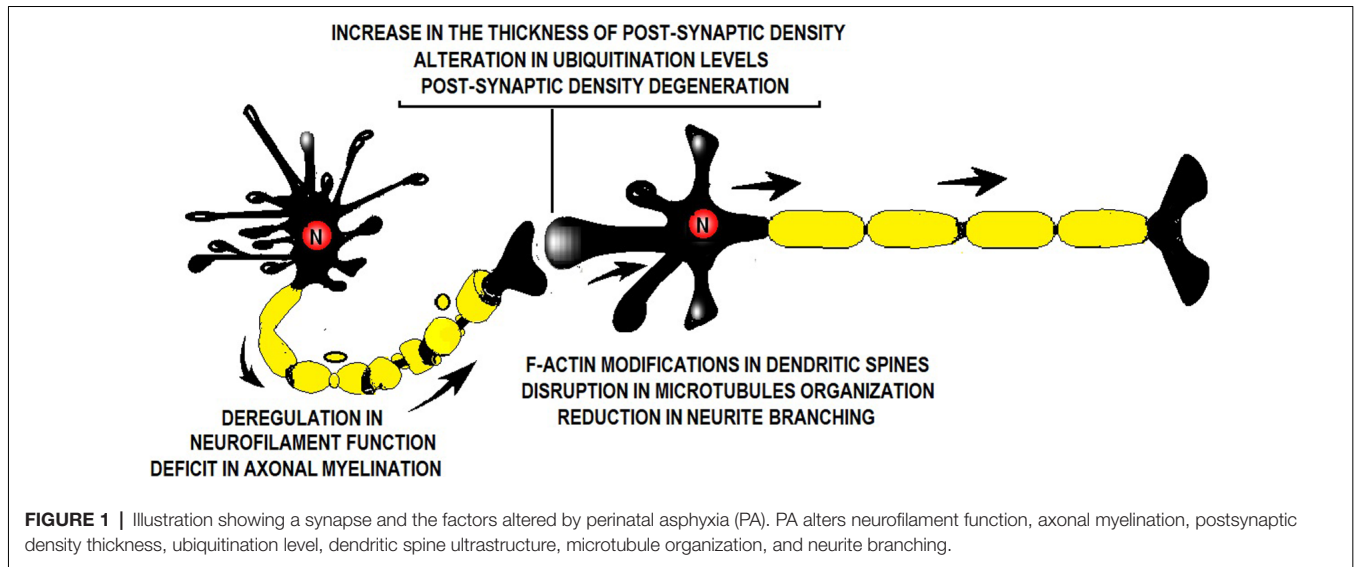 INCREASE IN THE THICKNESS OF POST-SYNAPTIC DENSITY
ALTERATION IN UBIQUITINATION LEVELS
POST-SYNAPTIC DENSITY DEGENERATION
N
N
F-ACTIN MODIFICATIONS IN DENDRITIC SPINES
DISRUPTION IN MICROTUBULES ORGANIZATION
REDUCTION IN NEURITE BRANCHING
DEREGULATION IN
NEUROFILAMENT FUNCTION
DEFICIT IN AXONAL MYELINATION
FIGURE 1 | Illustration showing a synapse and the factors altered by perinatal asphyxia (PA). PA alters neurofilament function, axonal myelination, postsynaptic
density thickness, ubiquitination level, dendritic spine ultrastructure, microtubule organization, and neurite branching.